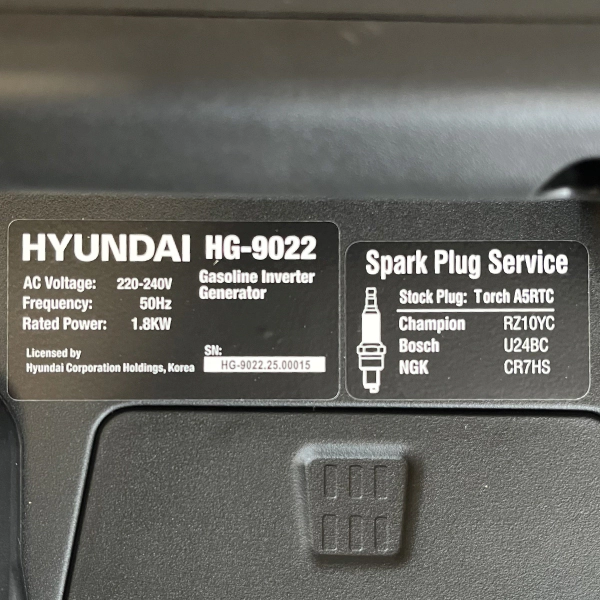 HYUNDAI HG-9022
Gasoline Inverter
Generator
AC Voltage: 220-240V
Frequency: 50Hz
Rated Power: 1.8KW
Licensed by
Hyundai Corporation Holdings, Korea
SN:
HG-9022.25.00015
Spark Plug Service
Stock Plug: Torch A5RTC
Champion RZ10YC
Bosch U24BC
NGK CR7HS